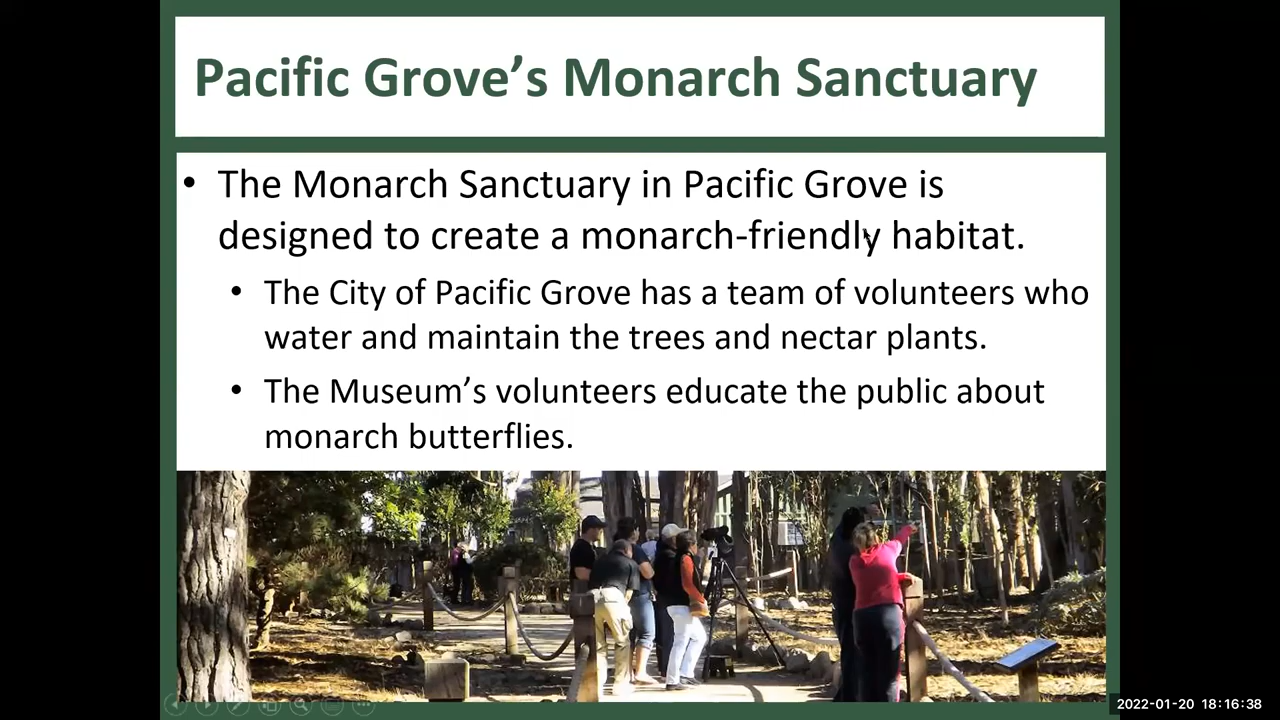 Pacific Grove’s Monarch Sanctuary
• The Monarch Sanctuary in Pacific Grove is
designed to create a monarch-friendly habitat.
• The City of Pacific Grove has a team of volunteers who
water and maintain the trees and nectar plants.
• The Museum’s volunteers educate the public about
monarch butterflies.
2022-01-20 18:16:38